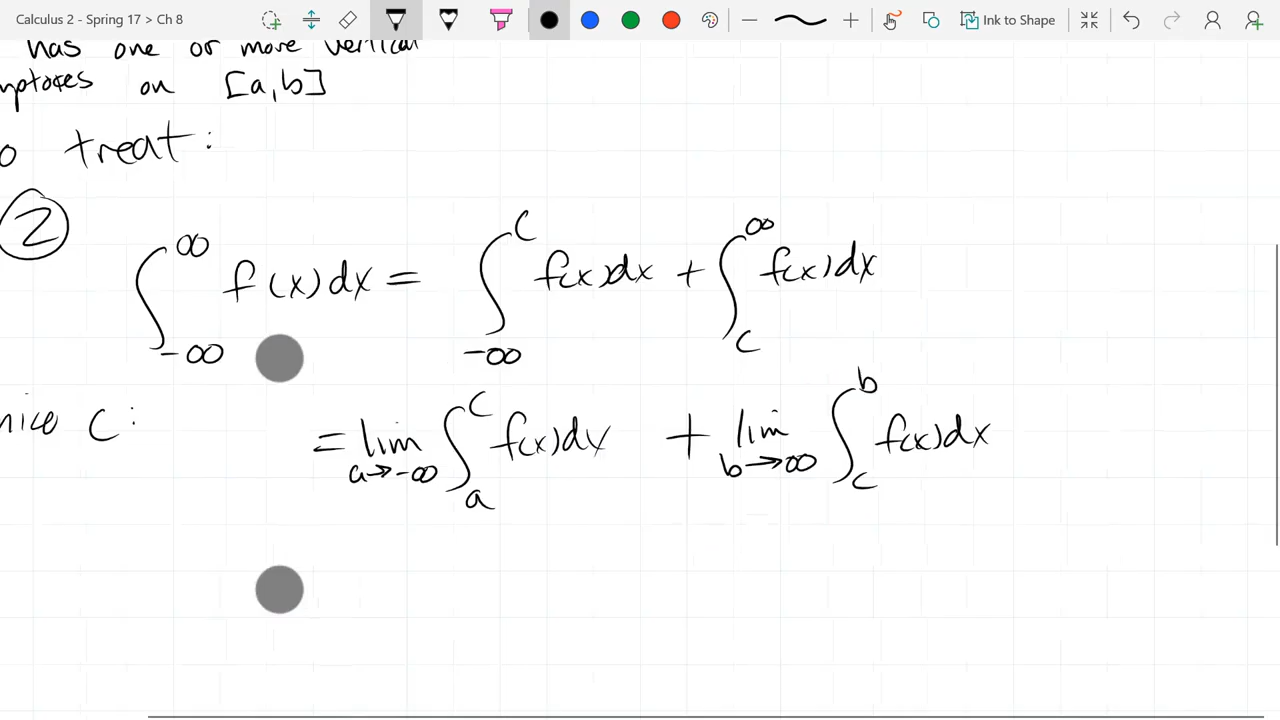 Calculus 2 - Spring 17 > Ch 8 Ink to Shape
has one or more vertical
mptotes on [a,b]
o treat:
②
∫_{-∞}^{∞} f(x)dx = ∫_{-∞}^{c} f(x)dx + ∫_{c}^{∞} f(x)dx
nice c:
= lim_{a→-∞} ∫_{a}^{c} f(x)dx + lim_{b→∞} ∫_{c}^{b} f(x)dx